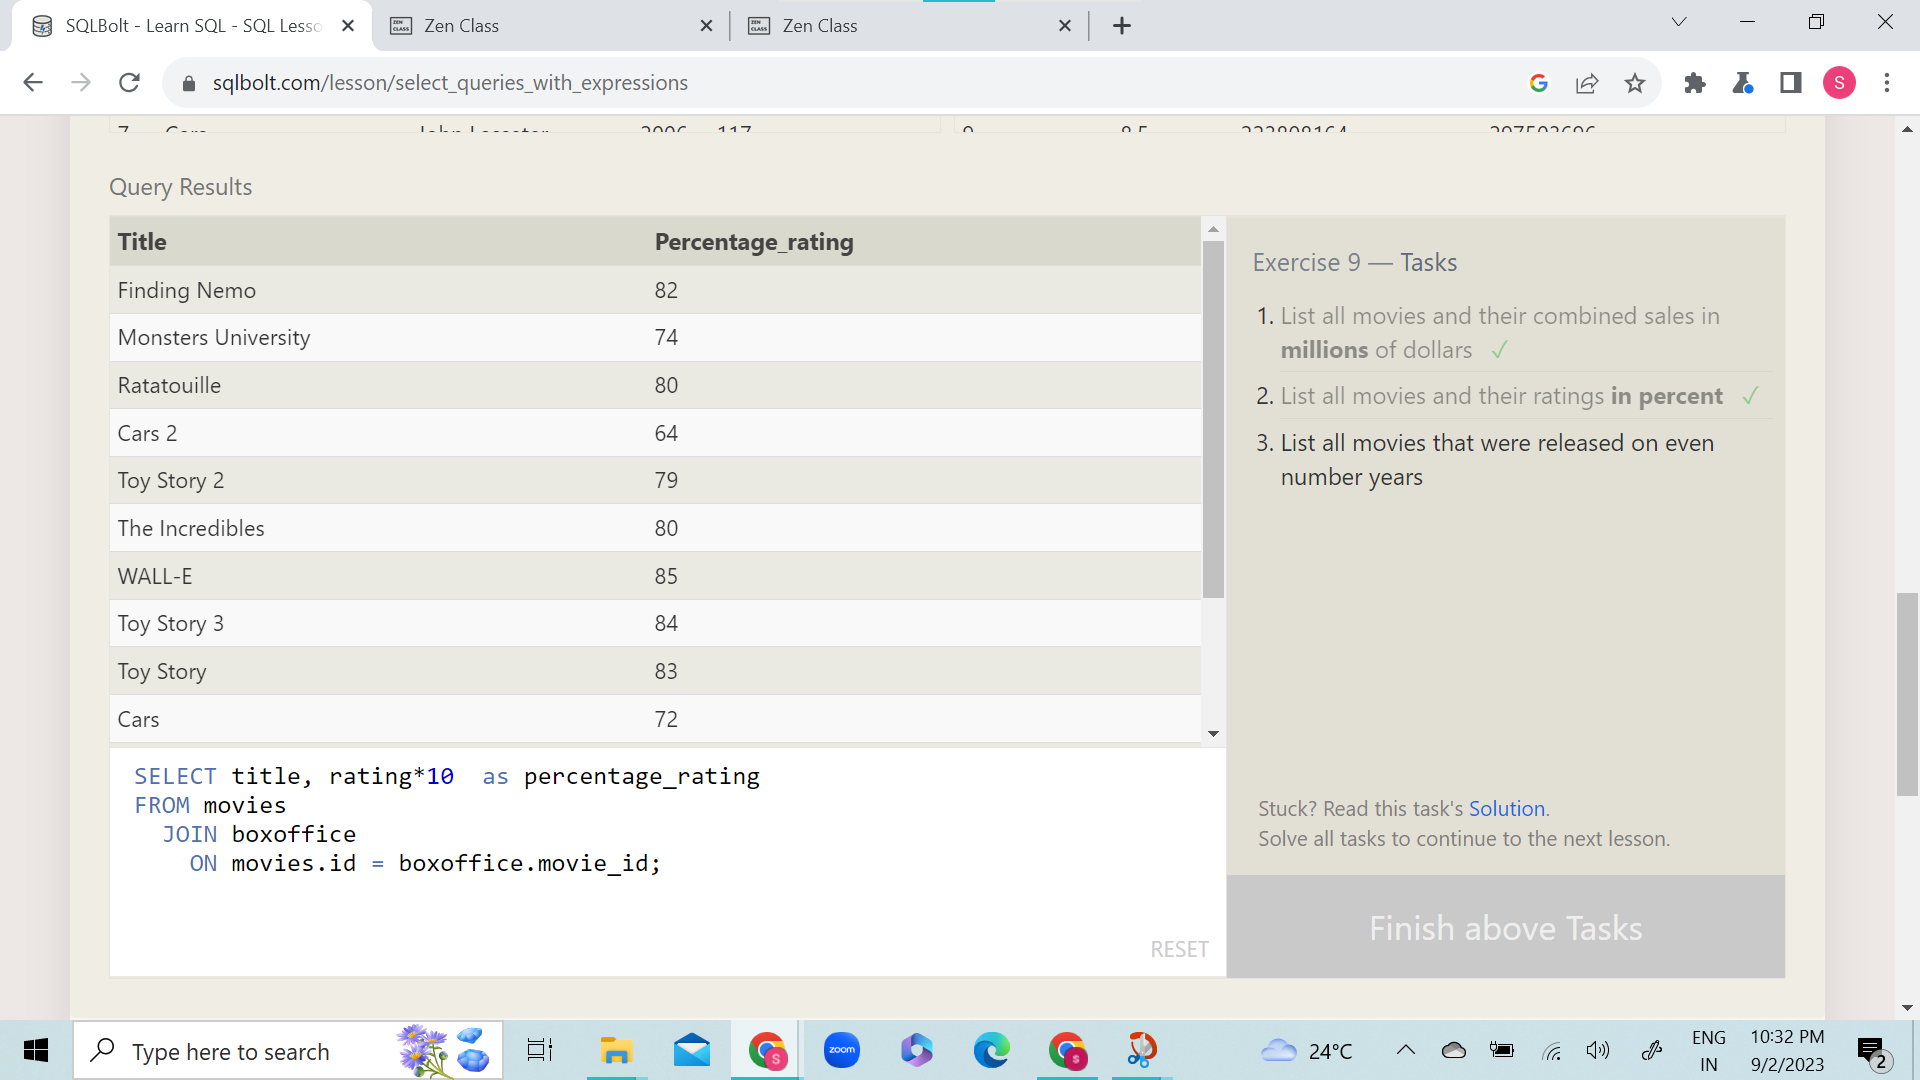 SQLBolt - Learn SQL - SQL Lesso
Zen Class
Zen Class
sqlbolt.com/lesson/select_queries_with_expressions
S
Query Results
Title Percentage_rating
Finding Nemo 82
Monsters University 74
Ratatouille 80
Cars 2 64
Toy Story 2 79
The Incredibles 80
WALL-E 85
Toy Story 3 84
Toy Story 83
Cars 72
SELECT title, rating*10 as percentage_rating
FROM movies
JOIN boxoffice
ON movies.id = boxoffice.movie_id;
RESET
Exercise 9 — Tasks
1. List all movies and their combined sales in
millions of dollars ✓
2. List all movies and their ratings in percent ✓
3. List all movies that were released on even
number years
Stuck? Read this task's Solution.
Solve all tasks to continue to the next lesson.
Finish above Tasks
Type here to search
zoom
24°C
ENG
IN
10:32 PM
9/2/2023
2